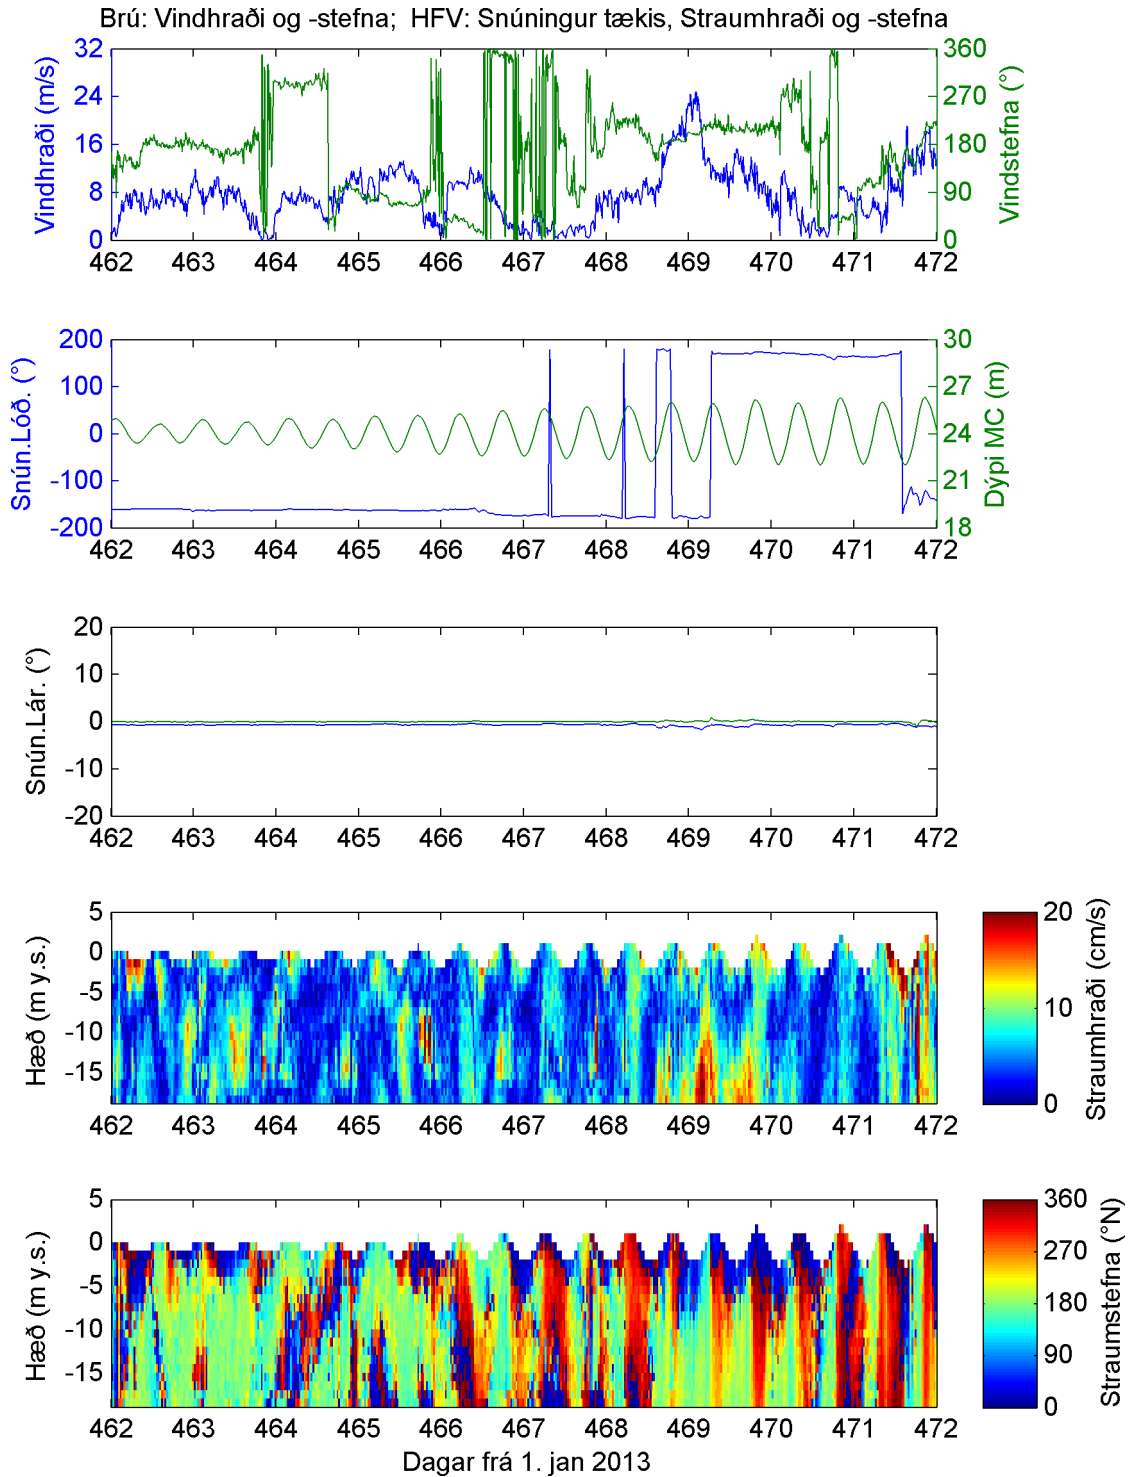 Brú: Vindhraði og -stefna;  HFV: Snúningur tækis, Straumhraði og -stefna
Vindhraði (m/s)
32
24
16
8
0
360
270
180
90
0
Vindstefna (°)
462 463 464 465 466 467 468 469 470 471 472
Snún.Lóð. (°)
200
100
0
-100
-200
30
27
24
21
18
Dýpi MC (m)
462 463 464 465 466 467 468 469 470 471 472
Snún.Lár. (°)
20
10
0
-10
-20
462 463 464 465 466 467 468 469 470 471 472
Hæð (m y.s.)
5
0
-5
-10
-15
462 463 464 465 466 467 468 469 470 471 472
20
10
0
Straumhraði (cm/s)
Hæð (m y.s.)
5
0
-5
-10
-15
462 463 464 465 466 467 468 469 470 471 472
360
270
180
90
0
Straumstefna (°N)
Dagar frá 1. jan 2013